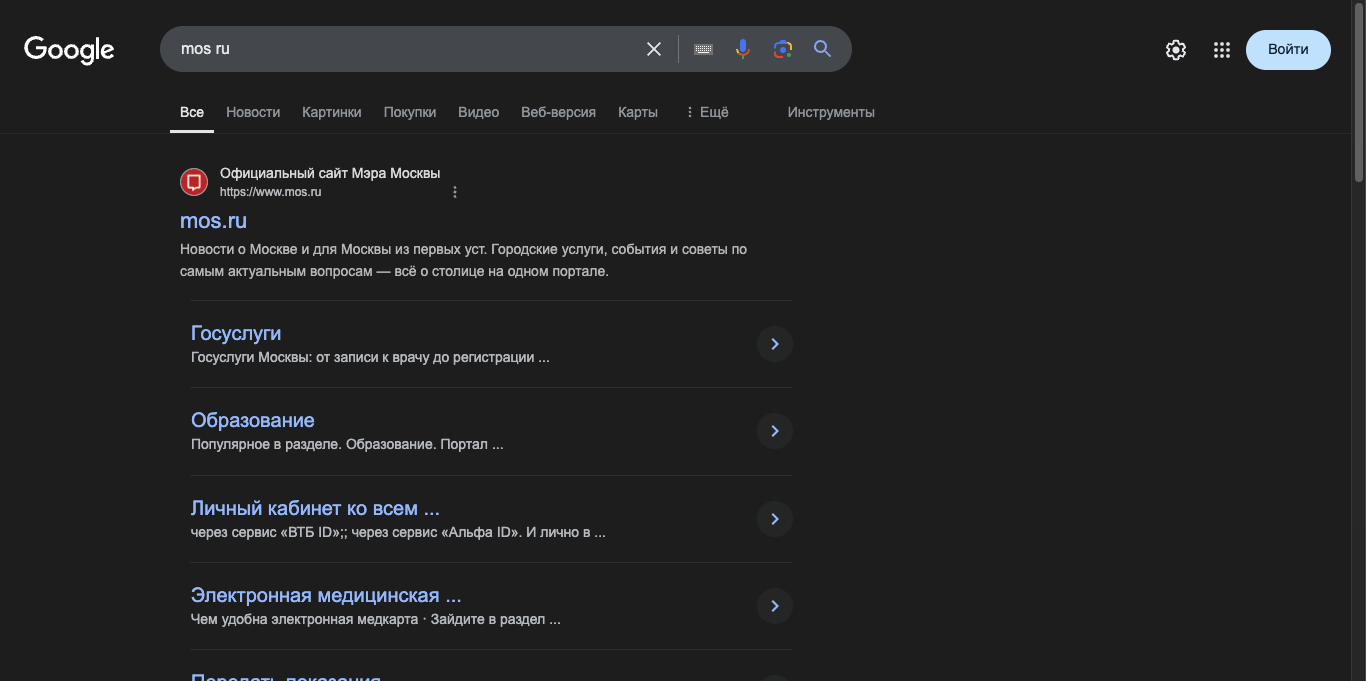 Google
mos ru
Войти
Все Новости Картинки Покупки Видео Веб-версия Карты Ещё Инструменты
Официальный сайт Мэра Москвы
https://www.mos.ru
mos.ru
Новости о Москве и для Москвы из первых уст. Городские услуги, события и советы по
самым актуальным вопросам — всё о столице на одном портале.
Госуслуги
Госуслуги Москвы: от записи к врачу до регистрации ...
Образование
Популярное в разделе. Образование. Портал ...
Личный кабинет ко всем ...
через сервис «ВТБ ID»;; через сервис «Альфа ID». И лично в ...
Электронная медицинская ...
Чем удобна электронная медкарта · Зайдите в раздел ...
Передать показания